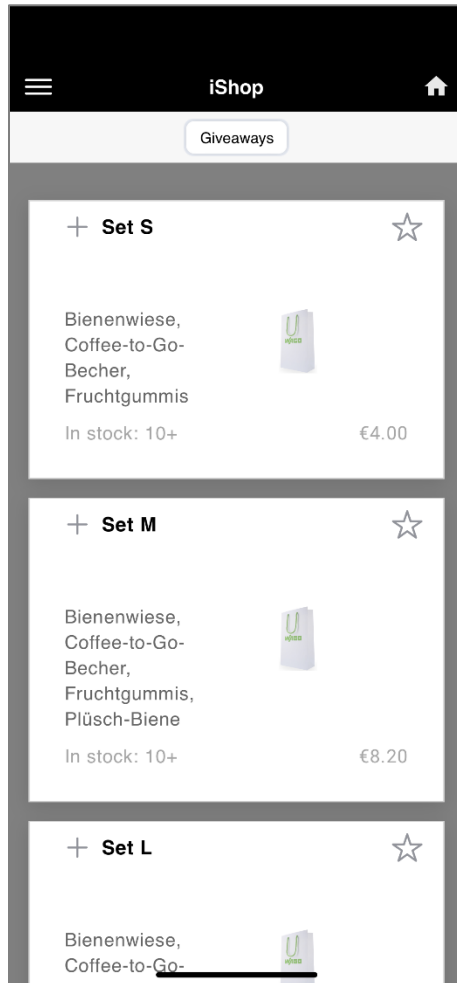 iShop
Giveaways
Set S
Bienenwiese,
Coffee-to-Go-
Becher,
Fruchtgummis
In stock: 10+
€4.00
Set M
Bienenwiese,
Coffee-to-Go-
Becher,
Fruchtgummis,
Plüsch-Biene
In stock: 10+
€8.20
Set L
Bienenwiese,
Coffee-to-Go-